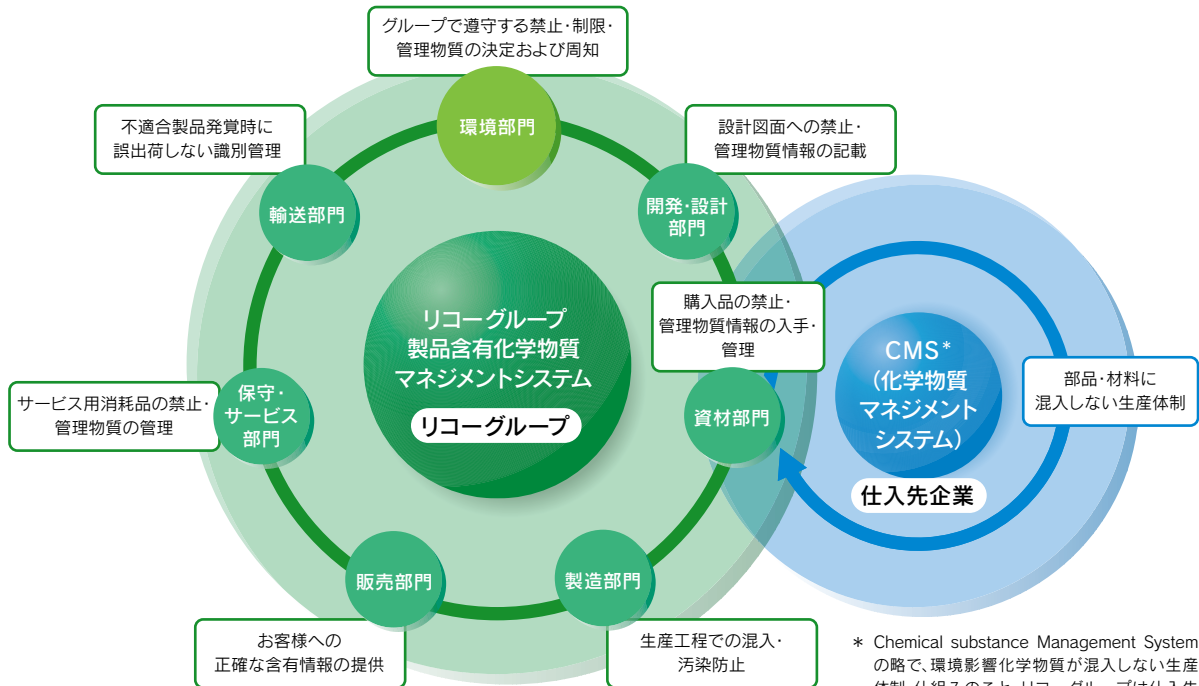 グループで遵守する禁止・制限・
管理物質の決定および周知
環境部門
不適合製品発覚時に
誤出荷しない識別管理
輸送部門
設計図面への禁止・
管理物質情報の記載
開発・設計
部門
リコーグループ
製品含有化学物質
マネジメントシステム
リコーグループ
購入品の禁止・
管理物質情報の入手・
管理
資材部門
CMS*
(化学物質
マネジメント
システム)
仕入先企業
部品・材料に
混入しない生産体制
サービス用消耗品の禁止・
管理物質の管理
保守・
サービス
部門
販売部門
お客様への
正確な含有情報の提供
製造部門
生産工程での混入・
汚染防止
* Chemical substance Management System
の略で、環境影響化学物質が混入しない生産